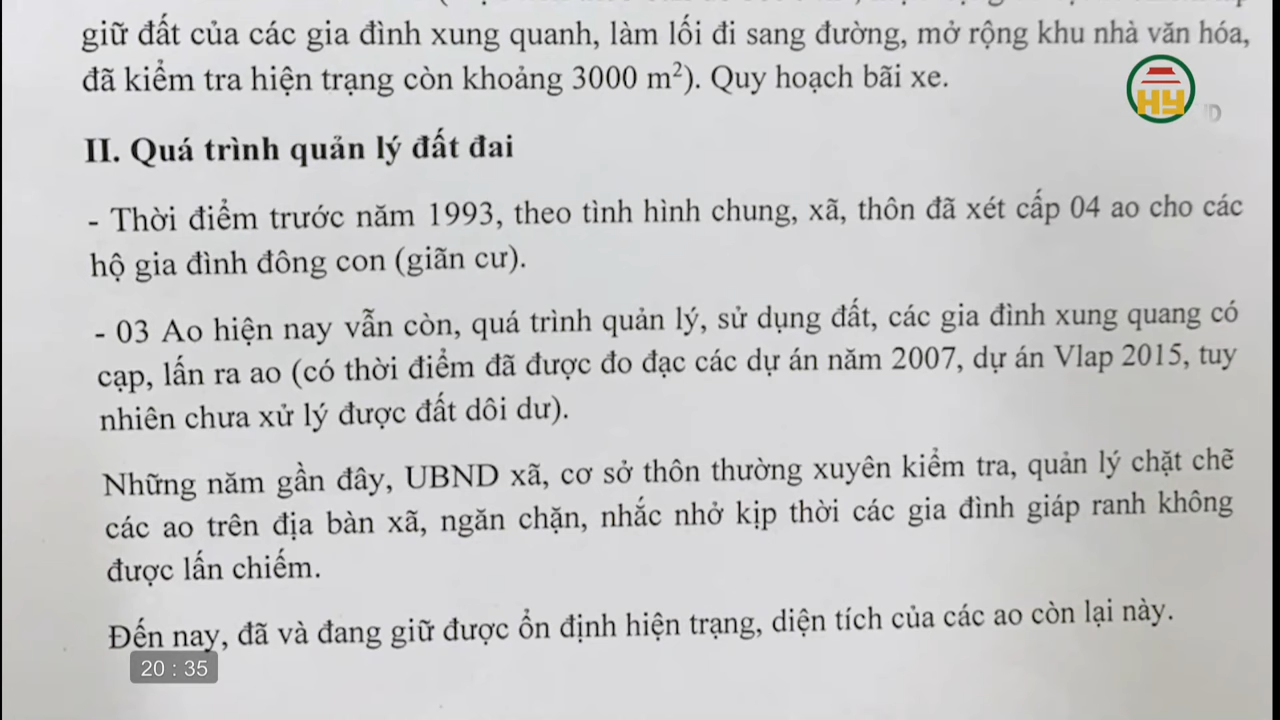 giữ đất của các gia đình xung quanh, làm lối đi sang đường, mở rộng khu nhà văn hóa,
đã kiểm tra hiện trạng còn khoảng 3000 m²). Quy hoạch bãi xe.
HY
II. Quá trình quản lý đất đai
- Thời điểm trước năm 1993, theo tình hình chung, xã, thôn đã xét cấp 04 ao cho các
hộ gia đình đông con (giãn cư).
- 03 Ao hiện nay vẫn còn, quá trình quản lý, sử dụng đất, các gia đình xung quang có
cạp, lấn ra ao (có thời điểm đã được đo đạc các dự án năm 2007, dự án Vlap 2015, tuy
nhiên chưa xử lý được đất dôi dư).
Những năm gần đây, UBND xã, cơ sở thôn thường xuyên kiểm tra, quản lý chặt chẽ
các ao trên địa bàn xã, ngăn chặn, nhắc nhở kịp thời các gia đình giáp ranh không
được lấn chiếm.
Đến nay, đã và đang giữ được ổn định hiện trạng, diện tích của các ao còn lại này.
20 : 35